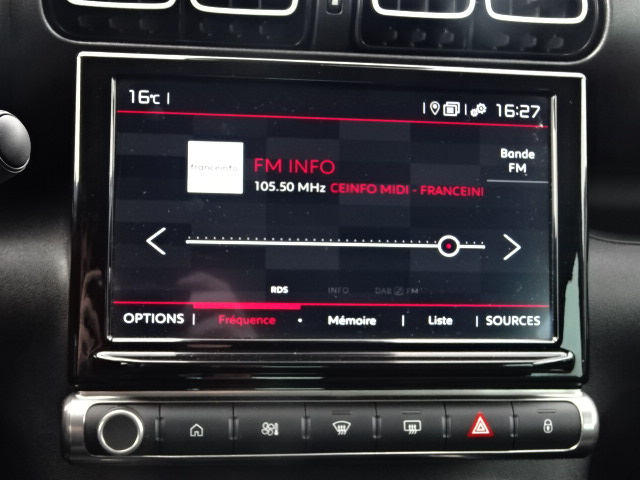 16°C 16:27
franceinfo:
FM INFO
Bande
FM
105.50 MHz CEINFO MIDI - FRANCEINI
RDS INFO DAB FM
OPTIONS Fréquence Mémoire Liste SOURCES